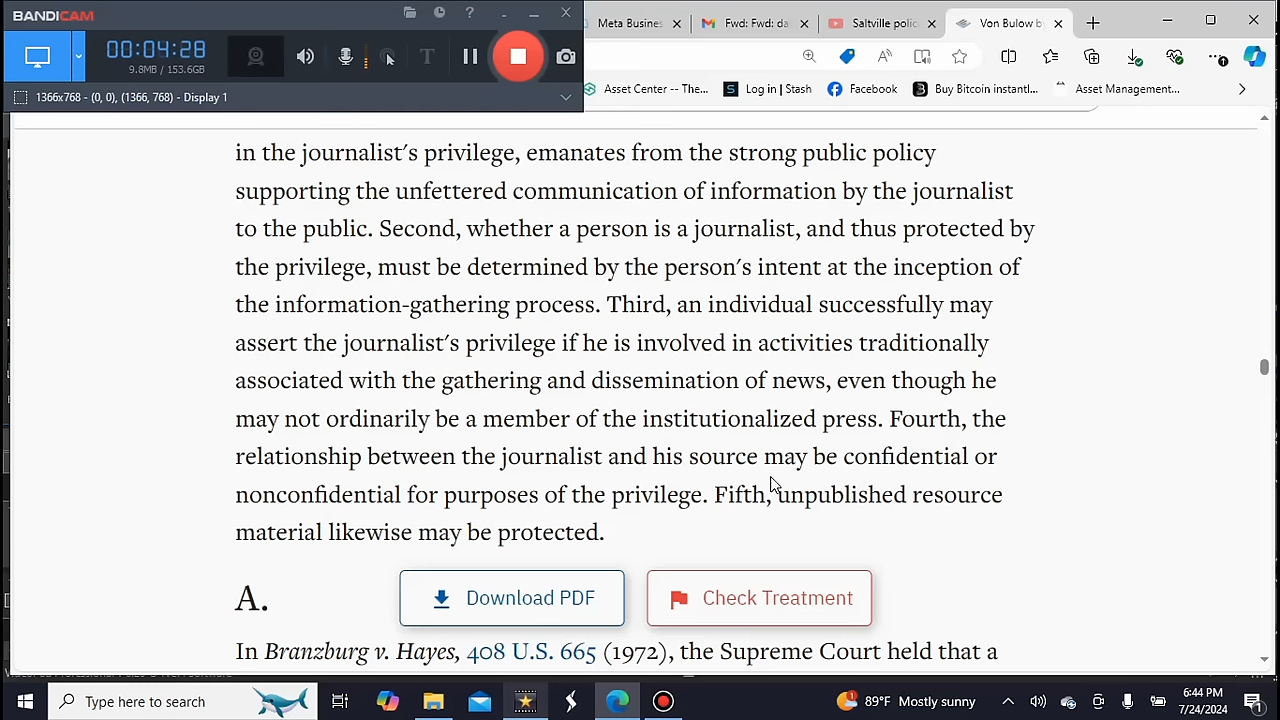 BANDICAM
00:04:28
9.8MB / 153.6GB
1366x768 - (0, 0), (1366, 768) - Display 1
Meta Busines
Fwd: Fwd: da
Saltville polic
Von Bulow b
Asset Center -- The...
Log in | Stash
Facebook
Buy Bitcoin instantl...
Asset Management...
in the journalist's privilege, emanates from the strong public policy
supporting the unfettered communication of information by the journalist
to the public. Second, whether a person is a journalist, and thus protected by
the privilege, must be determined by the person's intent at the inception of
the information-gathering process. Third, an individual successfully may
assert the journalist's privilege if he is involved in activities traditionally
associated with the gathering and dissemination of news, even though he
may not ordinarily be a member of the institutionalized press. Fourth, the
relationship between the journalist and his source may be confidential or
nonconfidential for purposes of the privilege. Fifth, unpublished resource
material likewise may be protected.
A.
Download PDF
Check Treatment
In Branzburg v. Hayes, 408 U.S. 665 (1972), the Supreme Court held that a
Type here to search
89°F Mostly sunny
6:44 PM
7/24/2024